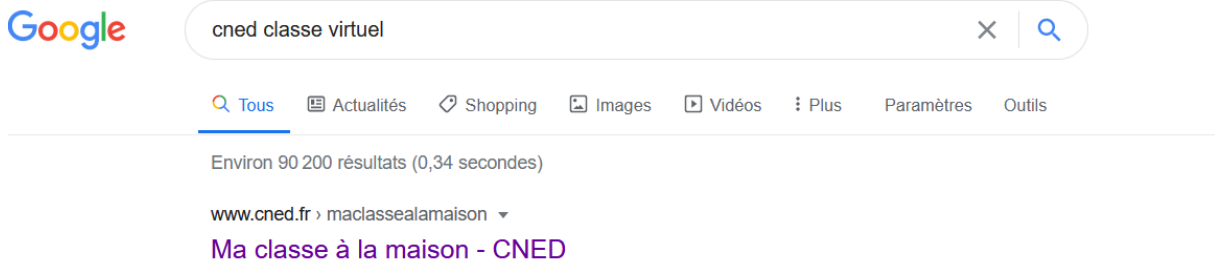 Google cned classe virtuel
Tous Actualités Shopping Images Vidéos Plus Paramètres Outils
Environ 90 200 résultats (0,34 secondes)
www.cned.fr › maclassealamaison
Ma classe à la maison - CNED